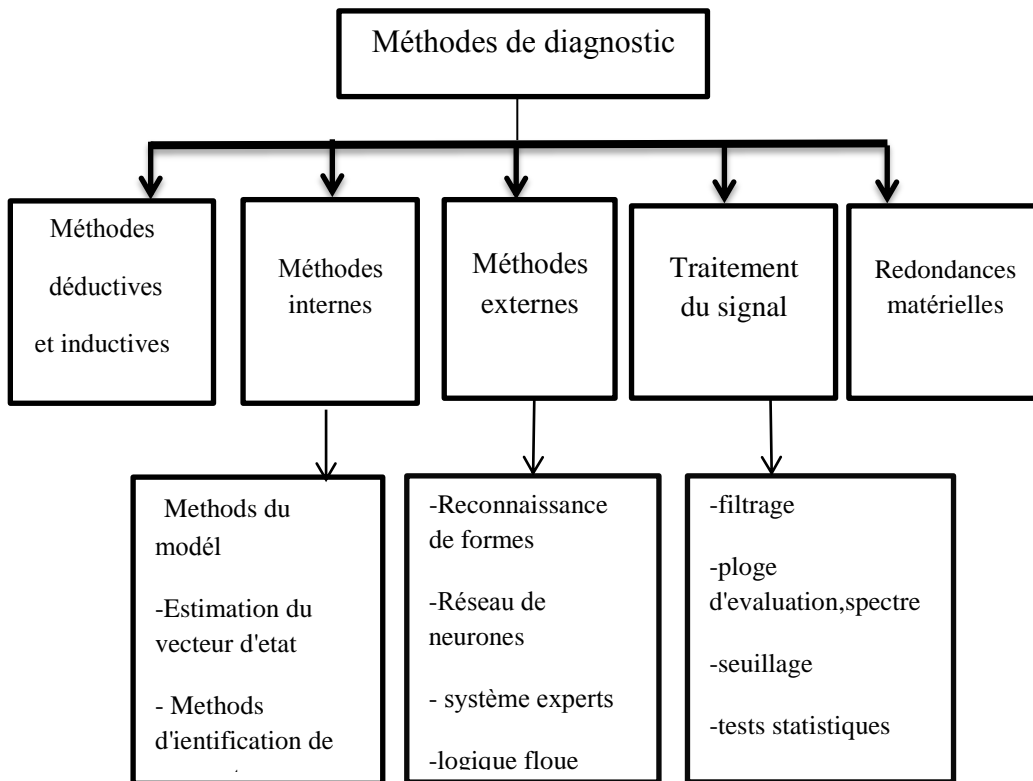 Méthodes de diagnostic
Méthodes
déductives
et inductives
Méthodes
internes
Méthodes
externes
Traitement
du signal
Redondances
matérielles
Methods du
modél
-Estimation du
vecteur d'etat
- Methods
d'ientification de
-Reconnaissance
de formes
-Réseau de
neurones
- système experts
-logique floue
-filtrage
-ploge
d'evaluation,spectre
-seuillage
-tests statistiques